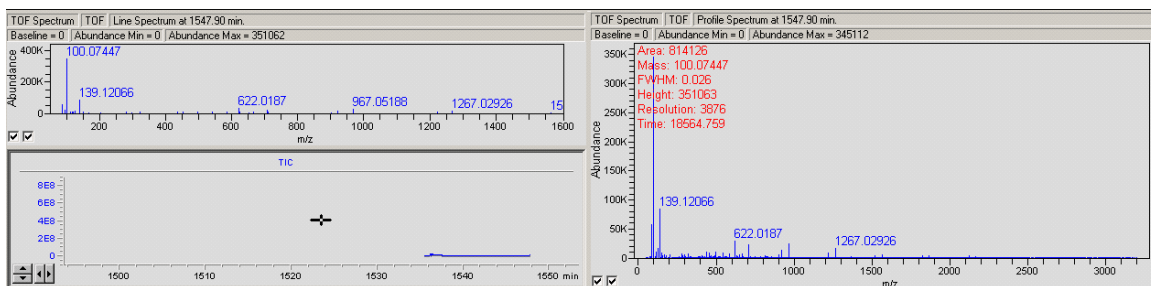 TOF Spectrum TOF Line Spectrum at 1547.90 min.
Baseline = 0 Abundance Min = 0 Abundance Max = 351062
400K
200K
0
Abundance
100.07447
139.12066
622.0187
967.05188
1267.02926
15
200 400 600 800 1000 1200 1400 1600
m/z
TIC
8E8
6E8
4E8
2E8
0
1500 1510 1520 1530 1540 1550 min
TOF Spectrum TOF Profile Spectrum at 1547.90 min.
Baseline = 0 Abundance Min = 0 Abundance Max = 345112
350K
300K
250K
200K
150K
100K
50K
0
Abundance
Area: 814126
Mass: 100.07447
FWHM: 0.026
Height: 351063
Resolution: 3876
Time: 18564.759
139.12066
622.0187
1267.02926
0 500 1000 1500 2000 2500 3000
m/z